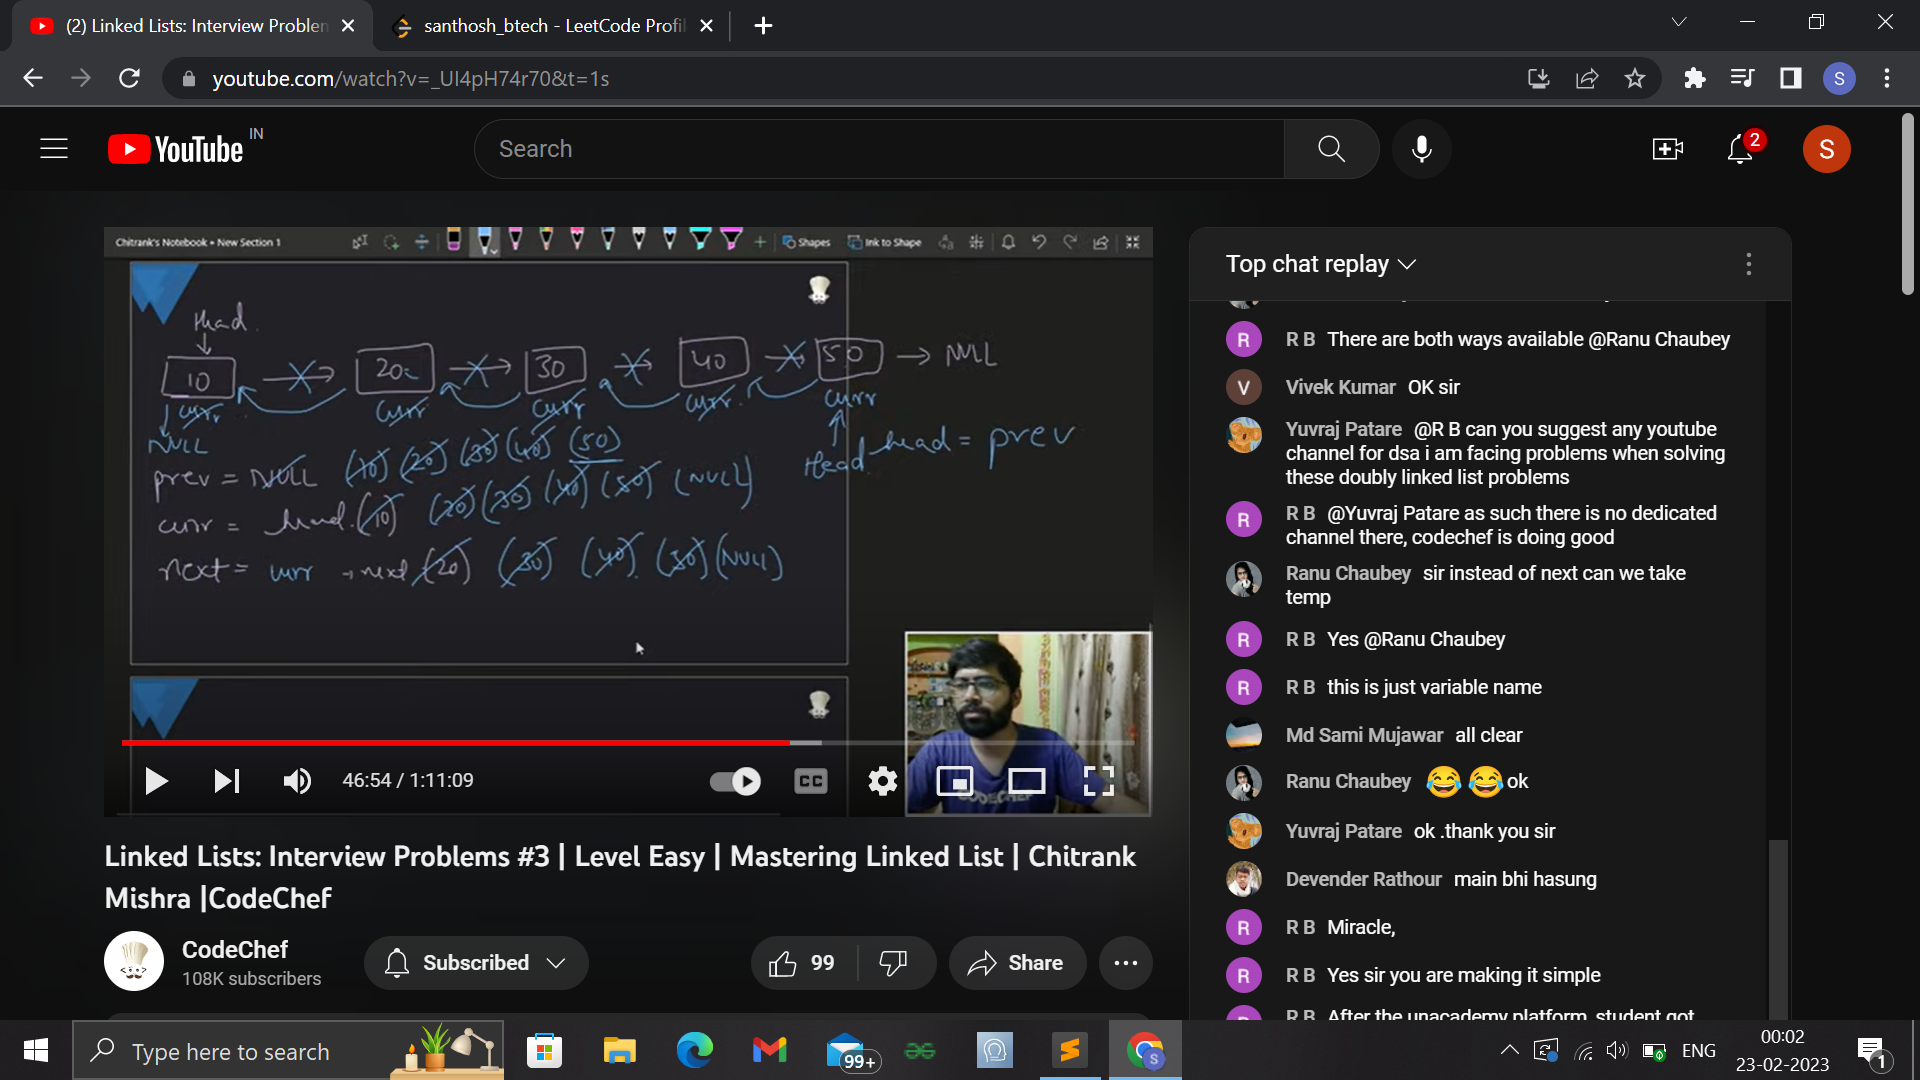 (2) Linked Lists: Interview Problem
santhosh_btech - LeetCode Profil
youtube.com/watch?v=_UI4pH74r70&t=1s
S
YouTube IN
Search
2
S
Chitrank's Notebook • New Section 1
Shapes
Ink to Shape
Head
10 → 20 → 30 → 40 → 50 → NULL
curr curr curr curr curr
NULL
Head
head = prev
prev = NULL (10) (20) (30) (40) (50)
curr = head (10) (20) (30) (40) (50) (NULL)
next = curr → next (20) (30) (40) (50) (NULL)
CODECHEF
46:54 / 1:11:09
CC
Linked Lists: Interview Problems #3 | Level Easy | Mastering Linked List | Chitrank
Mishra |CodeChef
CodeChef
108K subscribers
Subscribed
99
Share
Top chat replay
R B There are both ways available @Ranu Chaubey
Vivek Kumar OK sir
Yuvraj Patare @R B can you suggest any youtube
channel for dsa i am facing problems when solving
these doubly linked list problems
R B @Yuvraj Patare as such there is no dedicated
channel there, codechef is doing good
Ranu Chaubey sir instead of next can we take
temp
R B Yes @Ranu Chaubey
R B this is just variable name
Md Sami Mujawar all clear
Ranu Chaubey 😂😂ok
Yuvraj Patare ok .thank you sir
Devender Rathour main bhi hasung
R B Miracle,
R B Yes sir you are making it simple
R B After the unacademy platform, student got
Type here to search
99+
S
ENG
00:02
23-02-2023
1